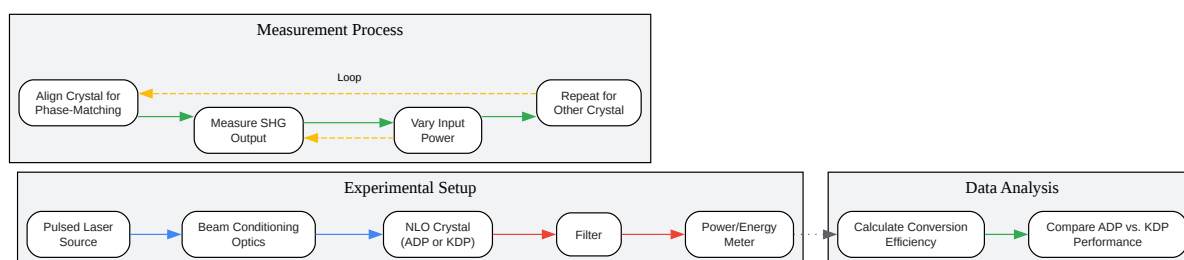 Measurement Process
Loop
Align Crystal for
Phase-Matching
Measure SHG
Output
Vary Input
Power
Repeat for
Other Crystal
Experimental Setup
Pulsed Laser
Source
Beam Conditioning
Optics
NLO Crystal
(ADP or KDP)
Filter
Power/Energy
Meter
Data Analysis
Calculate Conversion
Efficiency
Compare ADP vs. KDP
Performance